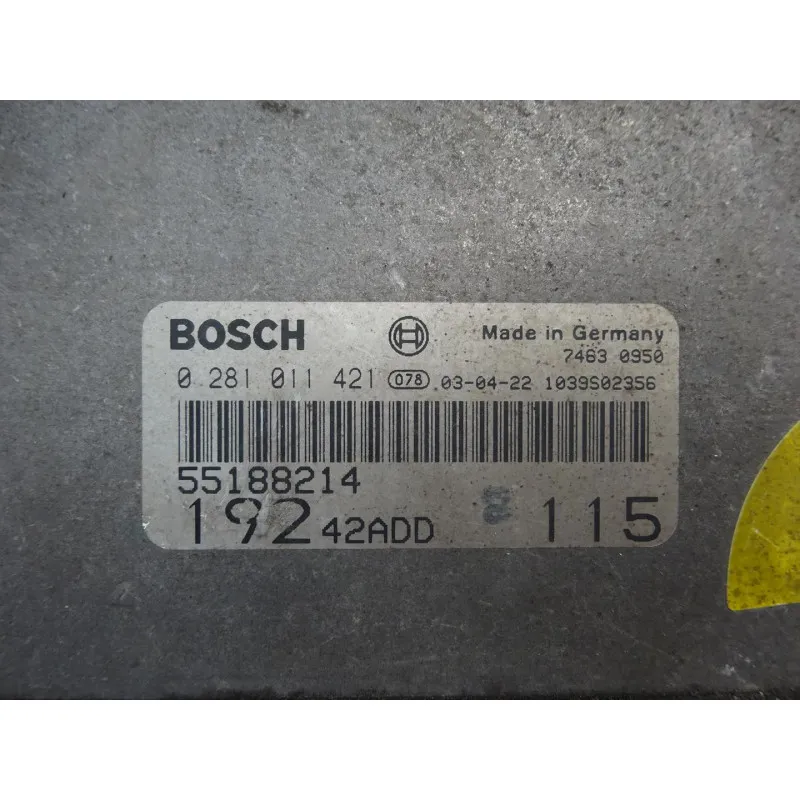 BOSCH Made in Germany
7463 0950
0 281 011 421 078 03-04-22 1039S02356
55188214
192 42ADD 115